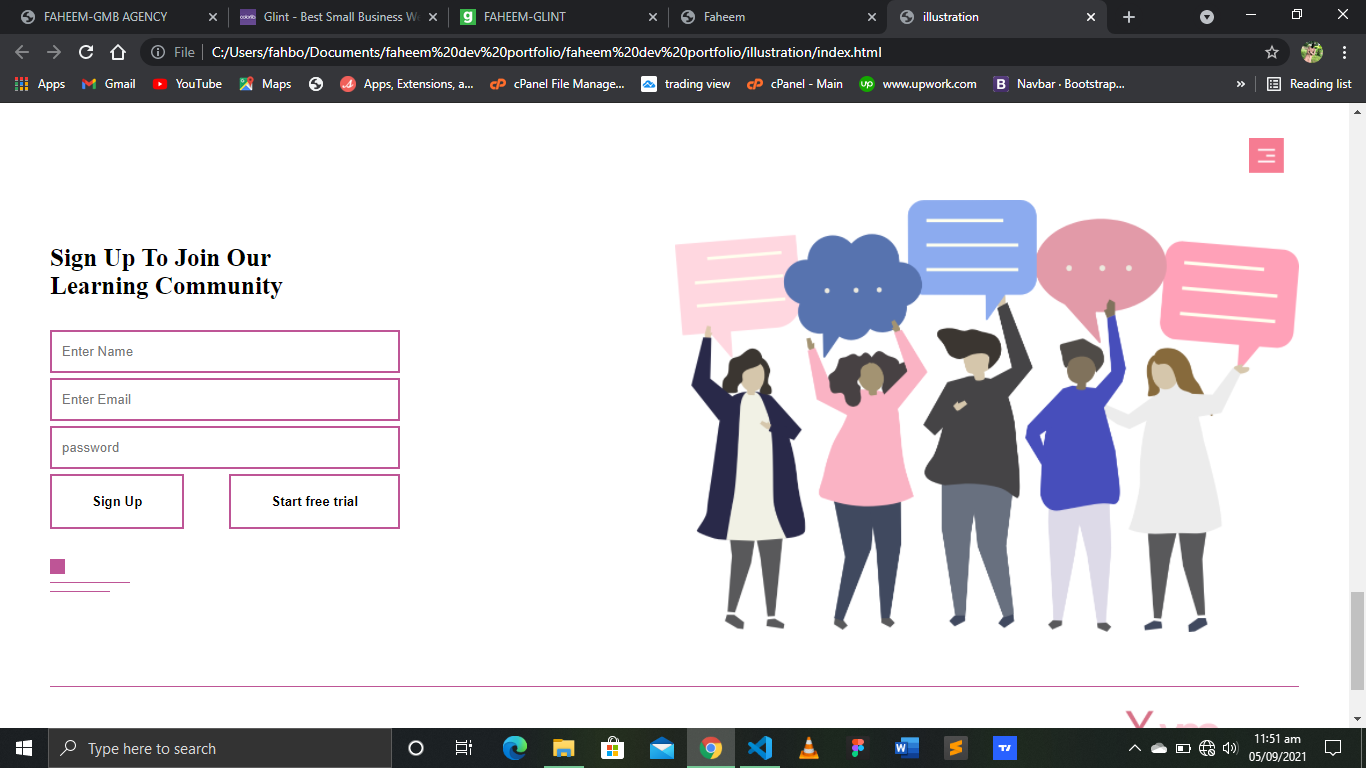 FAHEEM-GMB AGENCY
Glint - Best Small Business W
FAHEEM-GLINT
Faheem
illustration
File
C:/Users/fahbo/Documents/faheem%20dev%20portfolio/faheem%20dev%20portfolio/illustration/index.html
Apps
Gmail
YouTube
Maps
Apps, Extensions, a...
cPanel File Manage...
trading view
cPanel - Main
www.upwork.com
Navbar · Bootstrap...
»
Reading list
Sign Up To Join Our
Learning Community
Enter Name
Enter Email
password
Sign Up
Start free trial
Type here to search
11:51 am
05/09/2021